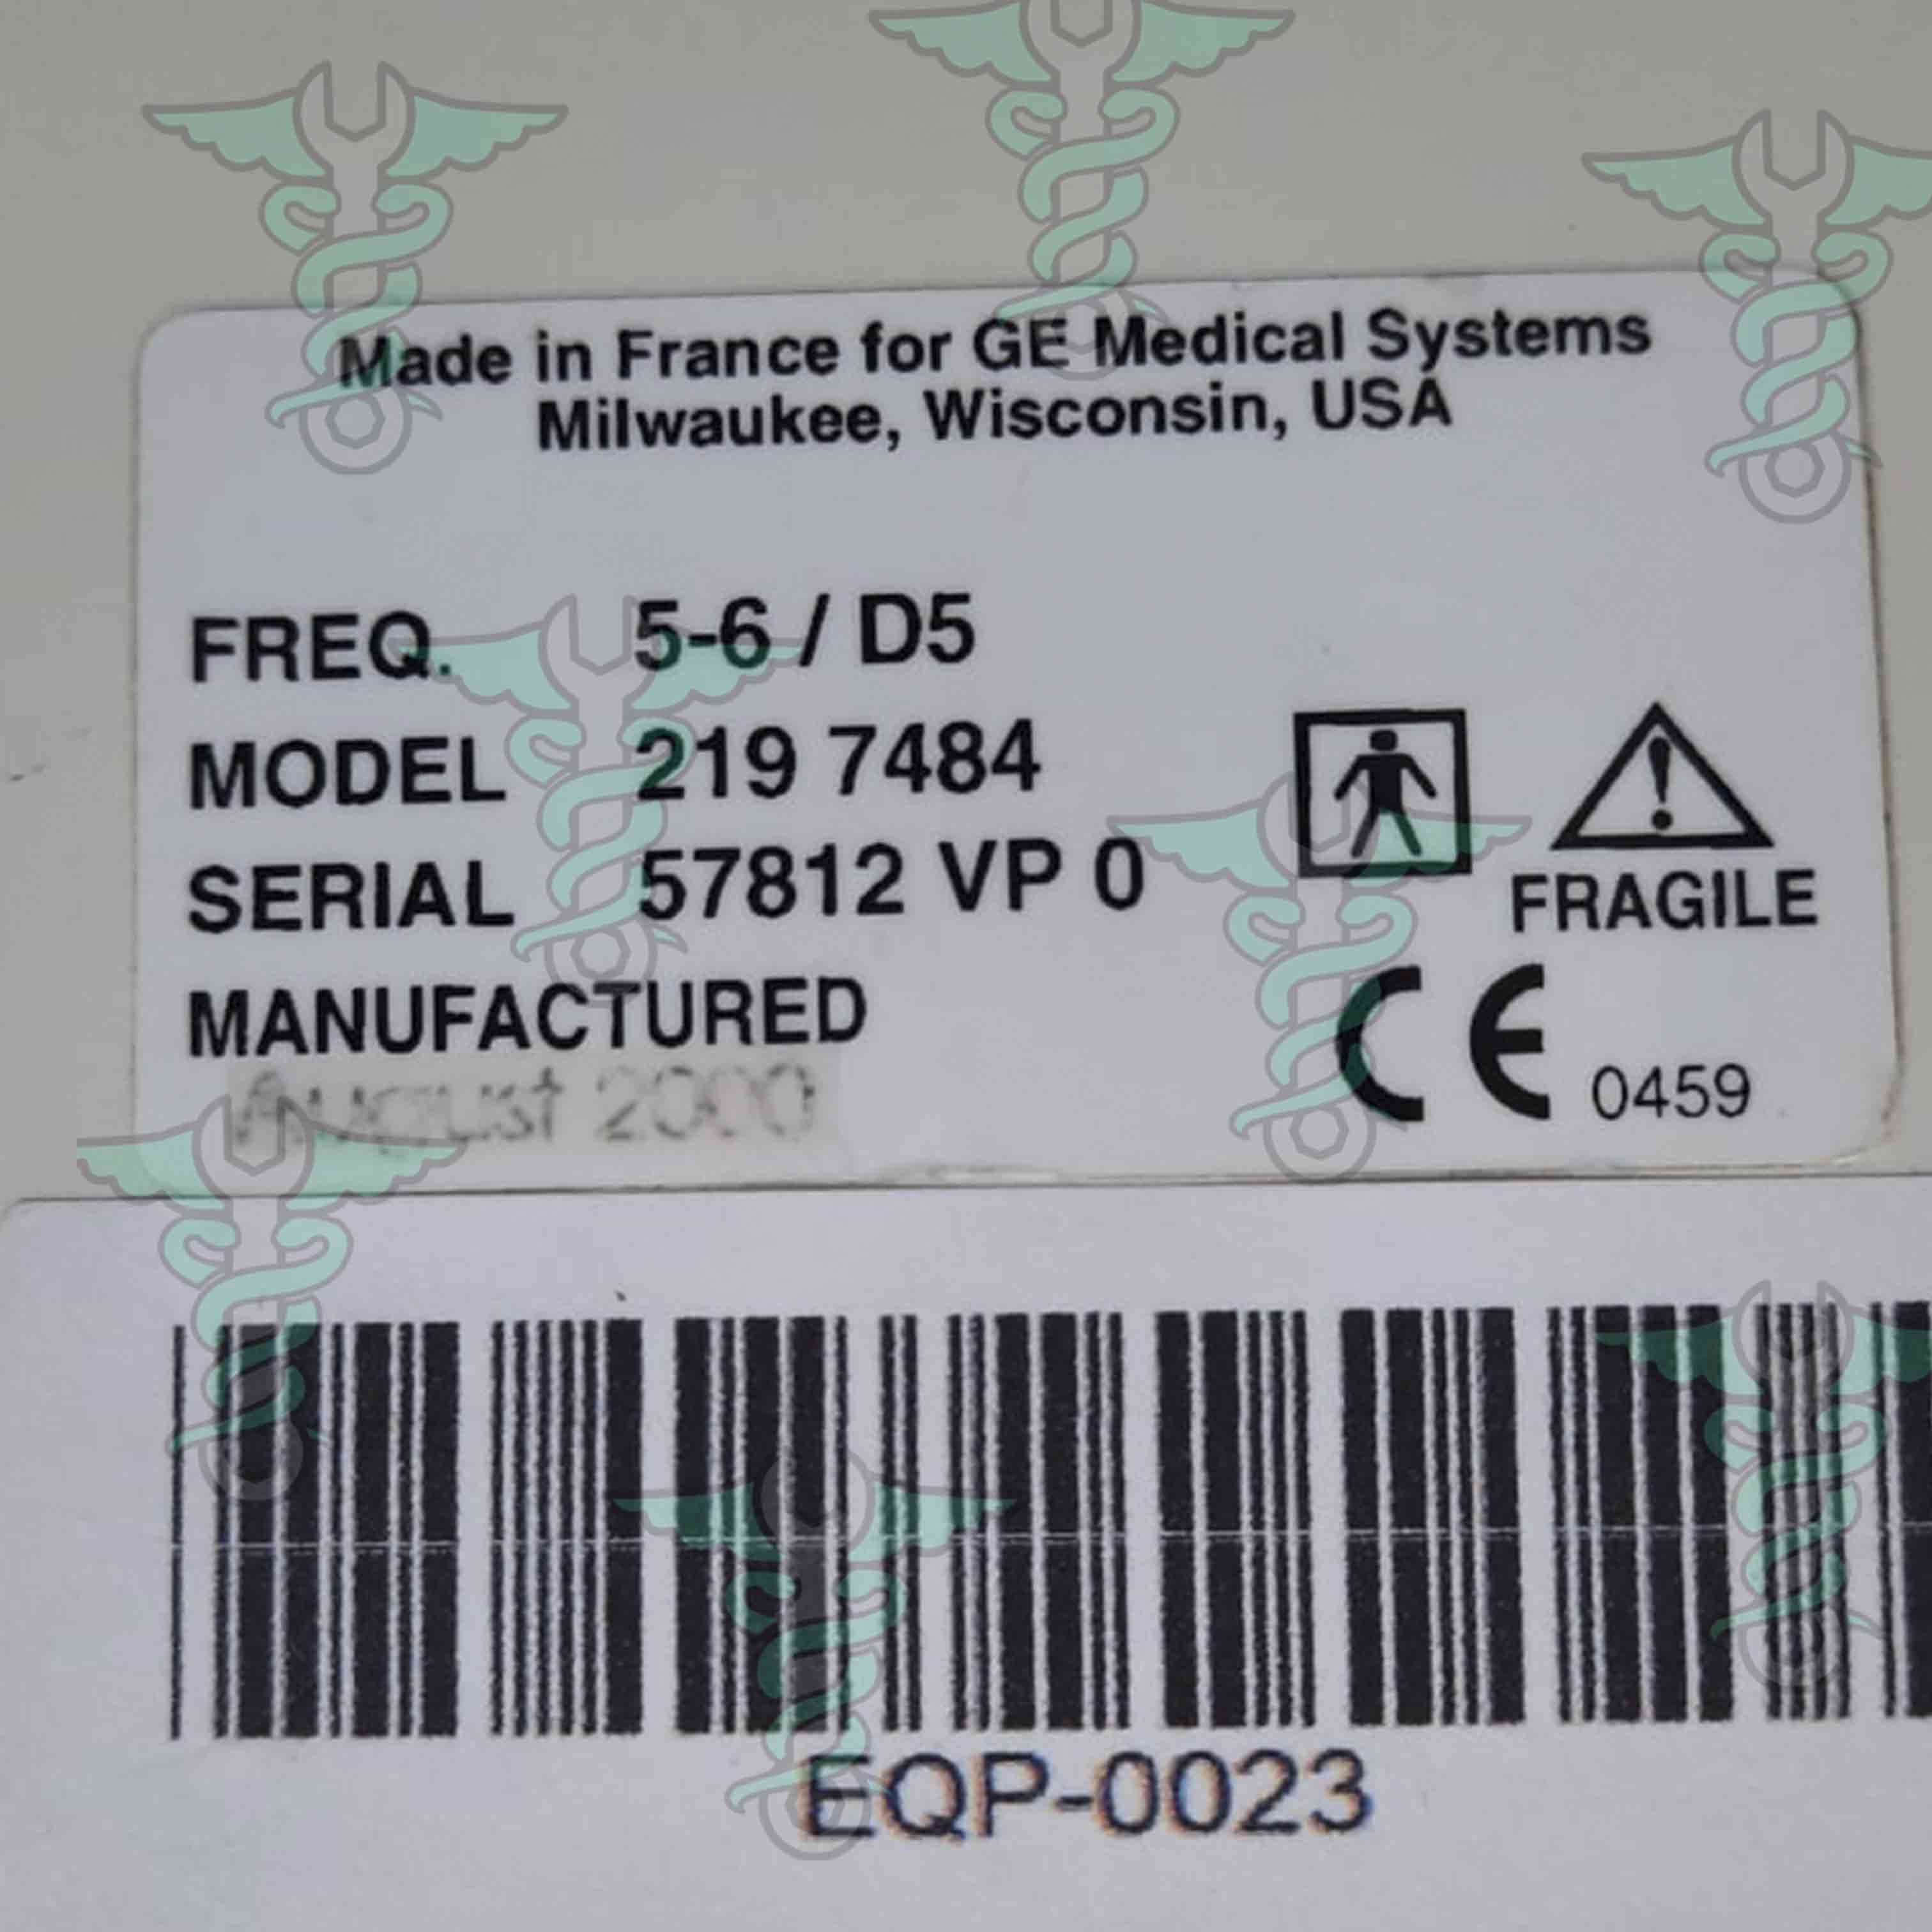 Made in France for GE Medical Systems
Milwaukee, Wisconsin, USA
FREQ. 5-6 / D5
MODEL 219 7484
SERIAL 57812 VP 0
FRAGILE
MANUFACTURED
August 2000
CE 0459
EQP-0023